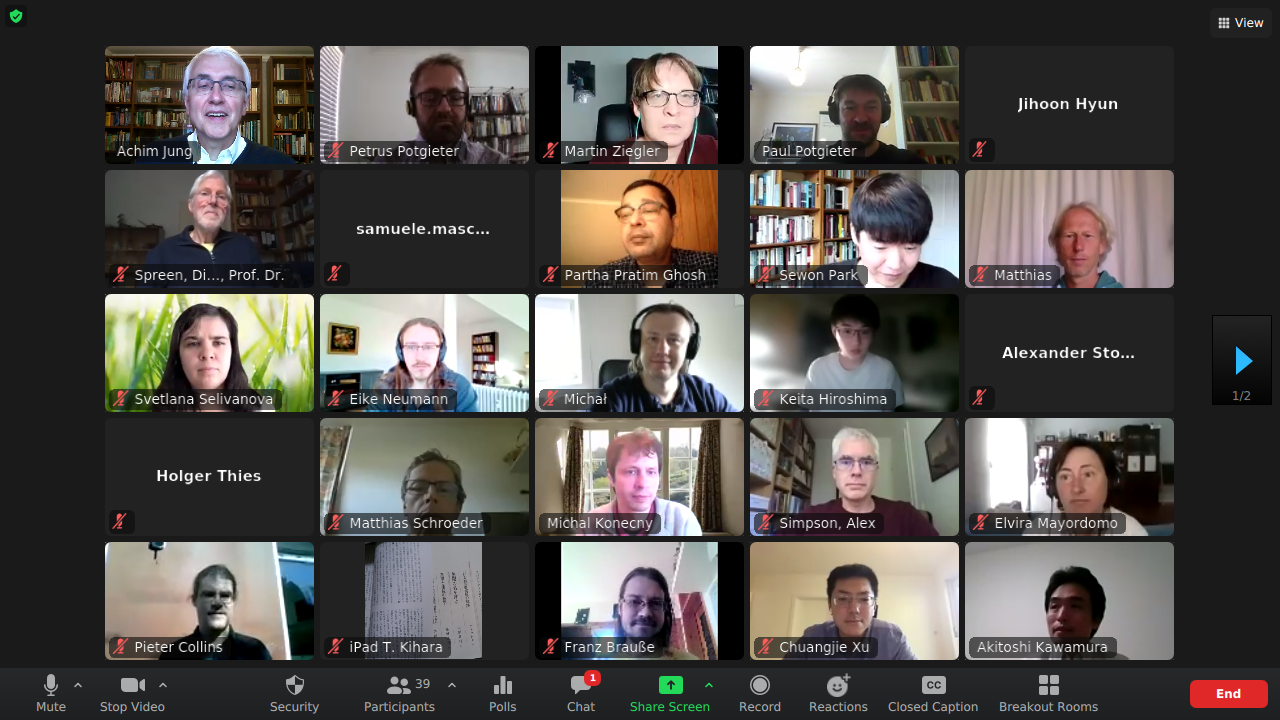 View
Achim Jung
Petrus Potgieter
Martin Ziegler
Paul Potgieter
Jihoon Hyun
Spreen, Di..., Prof. Dr.
samuele.masc...
Partha Pratim Ghosh
Sewon Park
Matthias
Svetlana Selivanova
Eike Neumann
Michał
Keita Hiroshima
Alexander Sto...
1/2
Holger Thies
Matthias Schroeder
Michal Konecny
Simpson, Alex
Elvira Mayordomo
Pieter Collins
iPad T. Kihara
Franz Brauße
Chuangjie Xu
Akitoshi Kawamura
Mute
Stop Video
Security
39
Participants
Polls
1
Chat
Share Screen
Record
Reactions
CC
Closed Caption
Breakout Rooms
End